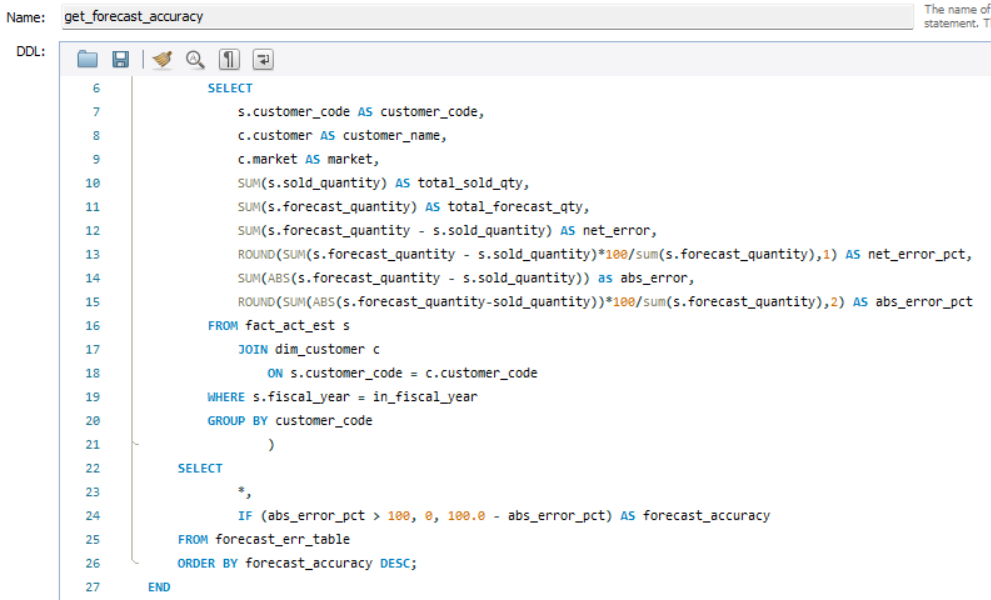 Name: get_forecast_accuracy
The name of
statement. T
DDL:
6 SELECT
7 s.customer_code AS customer_code,
8 c.customer AS customer_name,
9 c.market AS market,
10 SUM(s.sold_quantity) AS total_sold_qty,
11 SUM(s.forecast_quantity) AS total_forecast_qty,
12 SUM(s.forecast_quantity - s.sold_quantity) AS net_error,
13 ROUND(SUM(s.forecast_quantity - s.sold_quantity)*100/sum(s.forecast_quantity),1) AS net_error_pct,
14 SUM(ABS(s.forecast_quantity - s.sold_quantity)) as abs_error,
15 ROUND(SUM(ABS(s.forecast_quantity-sold_quantity))*100/sum(s.forecast_quantity),2) AS abs_error_pct
16 FROM fact_act_est s
17 JOIN dim_customer c
18 ON s.customer_code = c.customer_code
19 WHERE s.fiscal_year = in_fiscal_year
20 GROUP BY customer_code
21 )
22 SELECT
23 *,
24 IF (abs_error_pct > 100, 0, 100.0 - abs_error_pct) AS forecast_accuracy
25 FROM forecast_err_table
26 ORDER BY forecast_accuracy DESC;
27 END